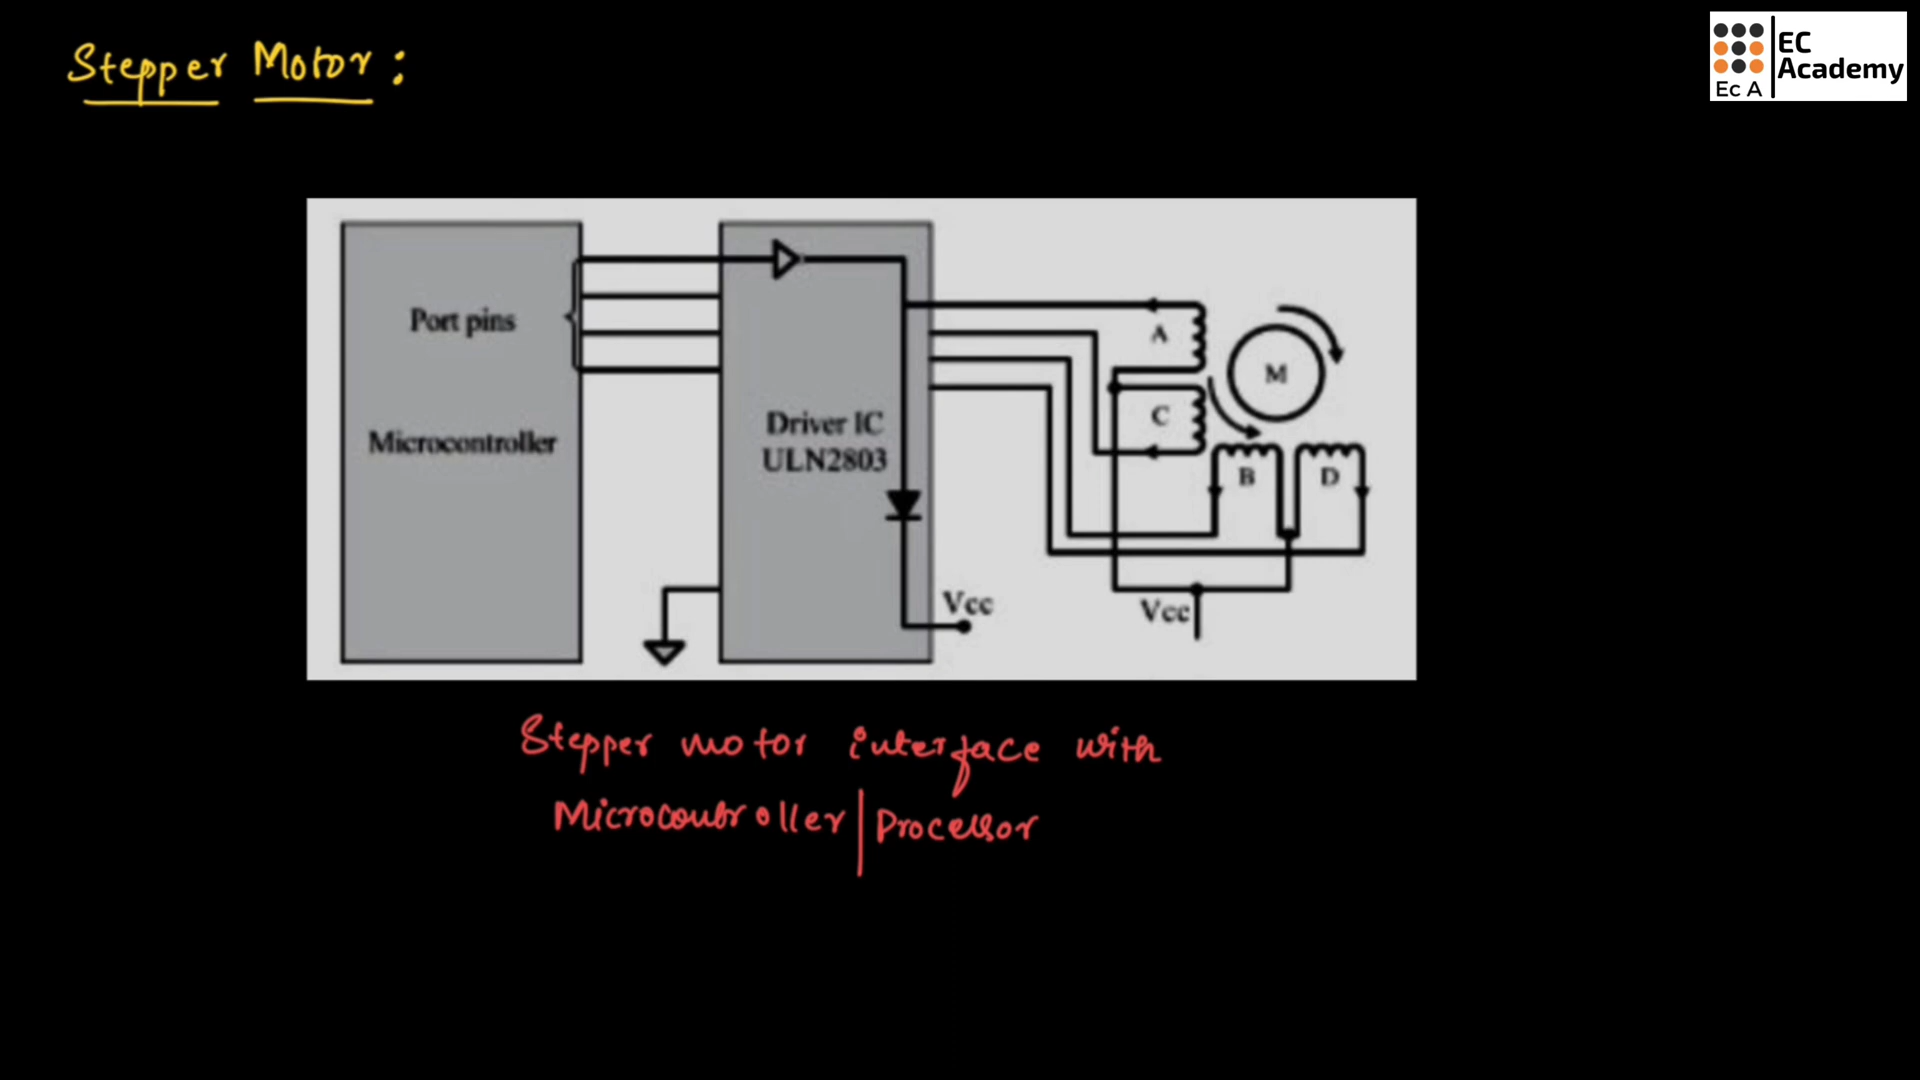 Stepper Motor :
EC
Academy
Ec A
Port pins
Microcontroller
Driver IC
ULN2803
Vcc
A
C
M
B
D
Vcc
Stepper motor interface with
Microcontroller | Processor